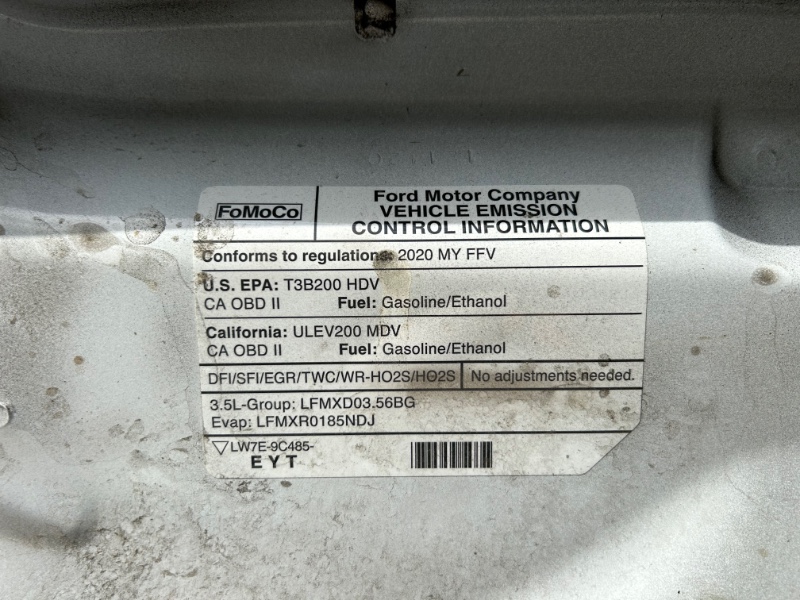 FoMoCo
Ford Motor Company
VEHICLE EMISSION
CONTROL INFORMATION
Conforms to regulations: 2020 MY FFV
U.S. EPA: T3B200 HDV
CA OBD II Fuel: Gasoline/Ethanol
California: ULEV200 MDV
CA OBD II Fuel: Gasoline/Ethanol
DFI/SFI/EGR/TWC/WR-HO2S/HO2S No adjustments needed.
3.5L-Group: LFMXD03.56BG
Evap: LFMXR0185NDJ
LW7E-9C485-
EYT